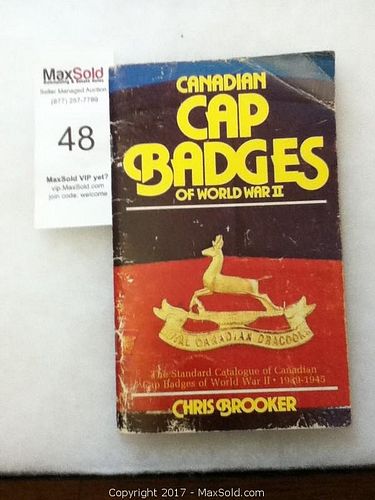 MaxSold
Seller Managed Auction
(877) 257-7789
48
MaxSold VIP yet?
vip.MaxSold.com
join code: welcome
CANADIAN
CAP
BADGES
OF WORLD WAR II
CANADIAN DRAGOONS
The Standard Catalogue of Canadian
Cap Badges of World War II • 1939-1945
CHRIS BROOKER
Copyright 2017 - MaxSold.com